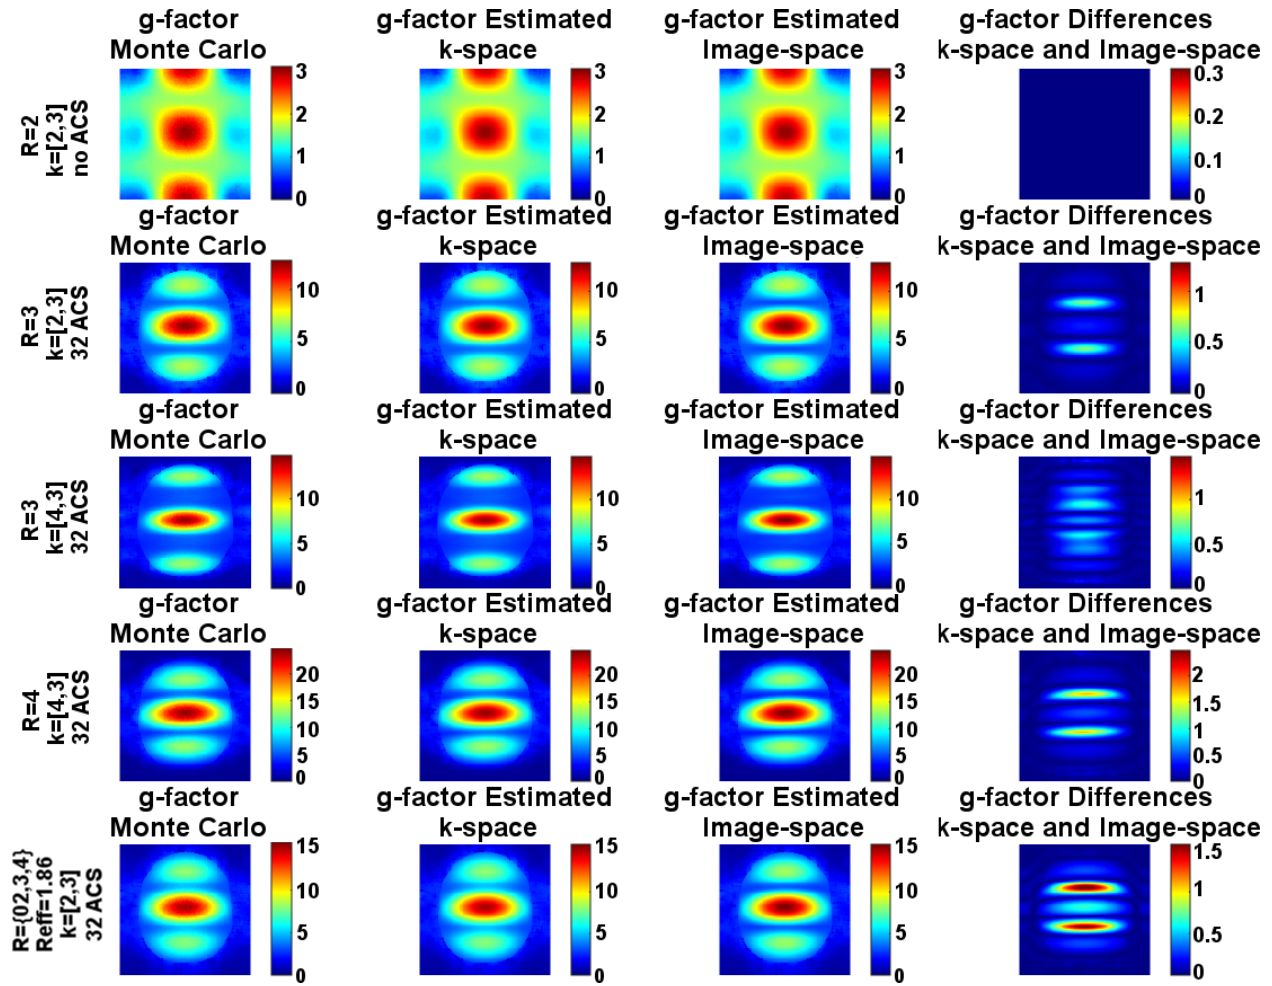 g-factor
Monte Carlo
g-factor Estimated
k-space
g-factor Estimated
Image-space
g-factor Differences
k-space and Image-space
R=2
k=[2,3]
no ACS
3
2
1
0
3
2
1
0
3
2
1
0
0.3
0.2
0.1
0
g-factor
Monte Carlo
g-factor Estimated
k-space
g-factor Estimated
Image-space
g-factor Differences
k-space and Image-space
R=3
k=[2,3]
32 ACS
10
5
0
10
5
0
10
5
0
1
0.5
0
g-factor
Monte Carlo
g-factor Estimated
k-space
g-factor Estimated
Image-space
g-factor Differences
k-space and Image-space
R=3
k=[4,3]
32 ACS
10
5
0
10
5
0
10
5
0
1
0.5
0
g-factor
Monte Carlo
g-factor Estimated
k-space
g-factor Estimated
Image-space
g-factor Differences
k-space and Image-space
R=4
k=[4,3]
32 ACS
20
15
10
5
0
20
15
10
5
0
20
15
10
5
0
2
1.5
1
0.5
0
g-factor
Monte Carlo
g-factor Estimated
k-space
g-factor Estimated
Image-space
g-factor Differences
k-space and Image-space
R={02,3,4}
Reff=1.86
k=[2,3]
32 ACS
15
10
5
0
15
10
5
0
15
10
5
0
1.5
1
0.5
0